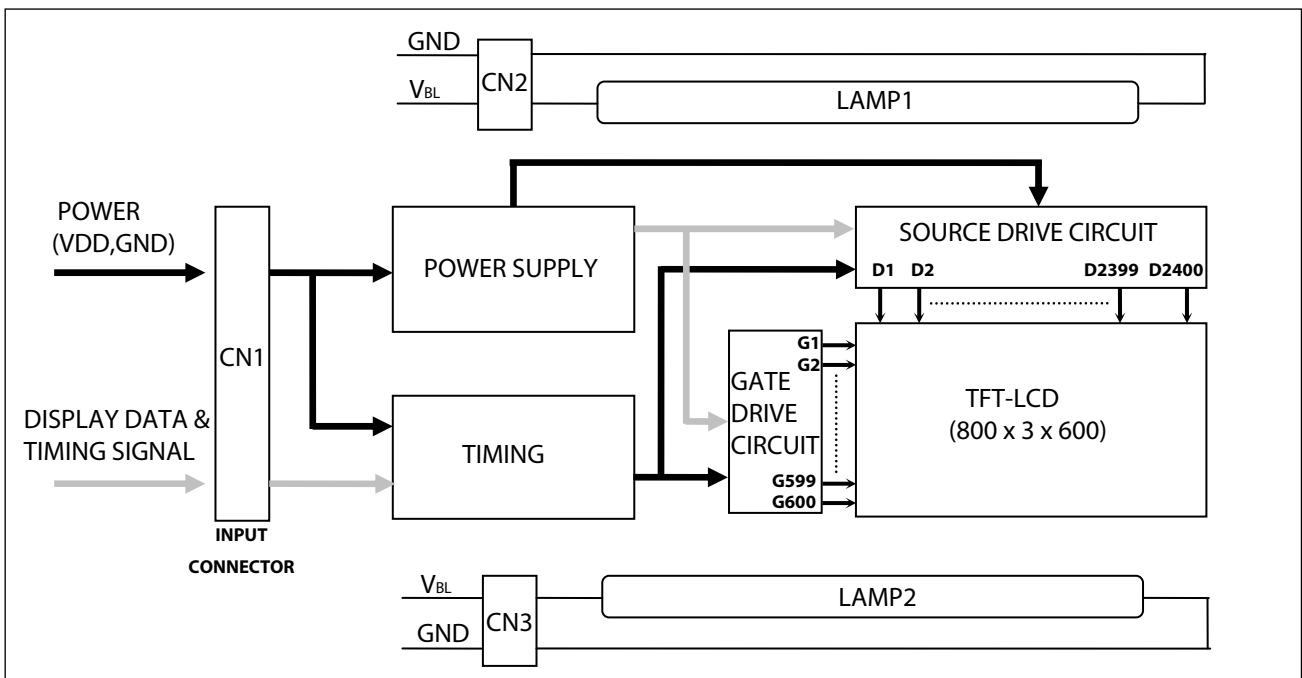 GND
VBL
CN2
LAMP1
POWER
(VDD,GND)
CN1
INPUT
CONNECTOR
DISPLAY DATA &
TIMING SIGNAL
POWER SUPPLY
TIMING
SOURCE DRIVE CIRCUIT
D1 D2 D2399 D2400
GATE
DRIVE
CIRCUIT
G1
G2
G599
G600
TFT-LCD
(800 x 3 x 600)
VBL
GND
CN3
LAMP2